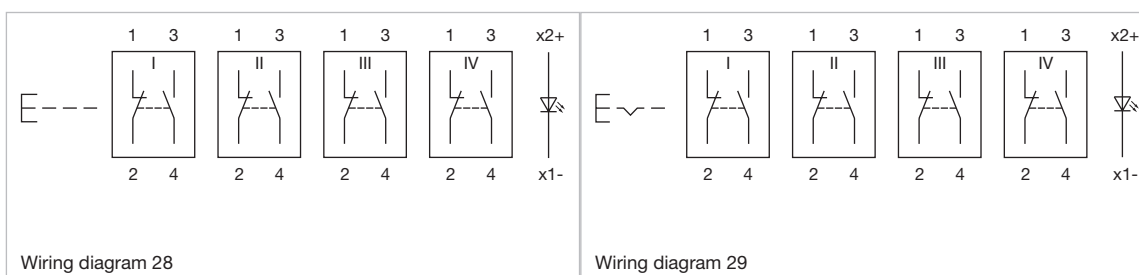 1 3 1 3 1 3 1 3 x2+
I II III IV
2 4 2 4 2 4 2 4 x1-
Wiring diagram 28
1 3 1 3 1 3 1 3 x2+
I II III IV
2 4 2 4 2 4 2 4 x1-
Wiring diagram 29